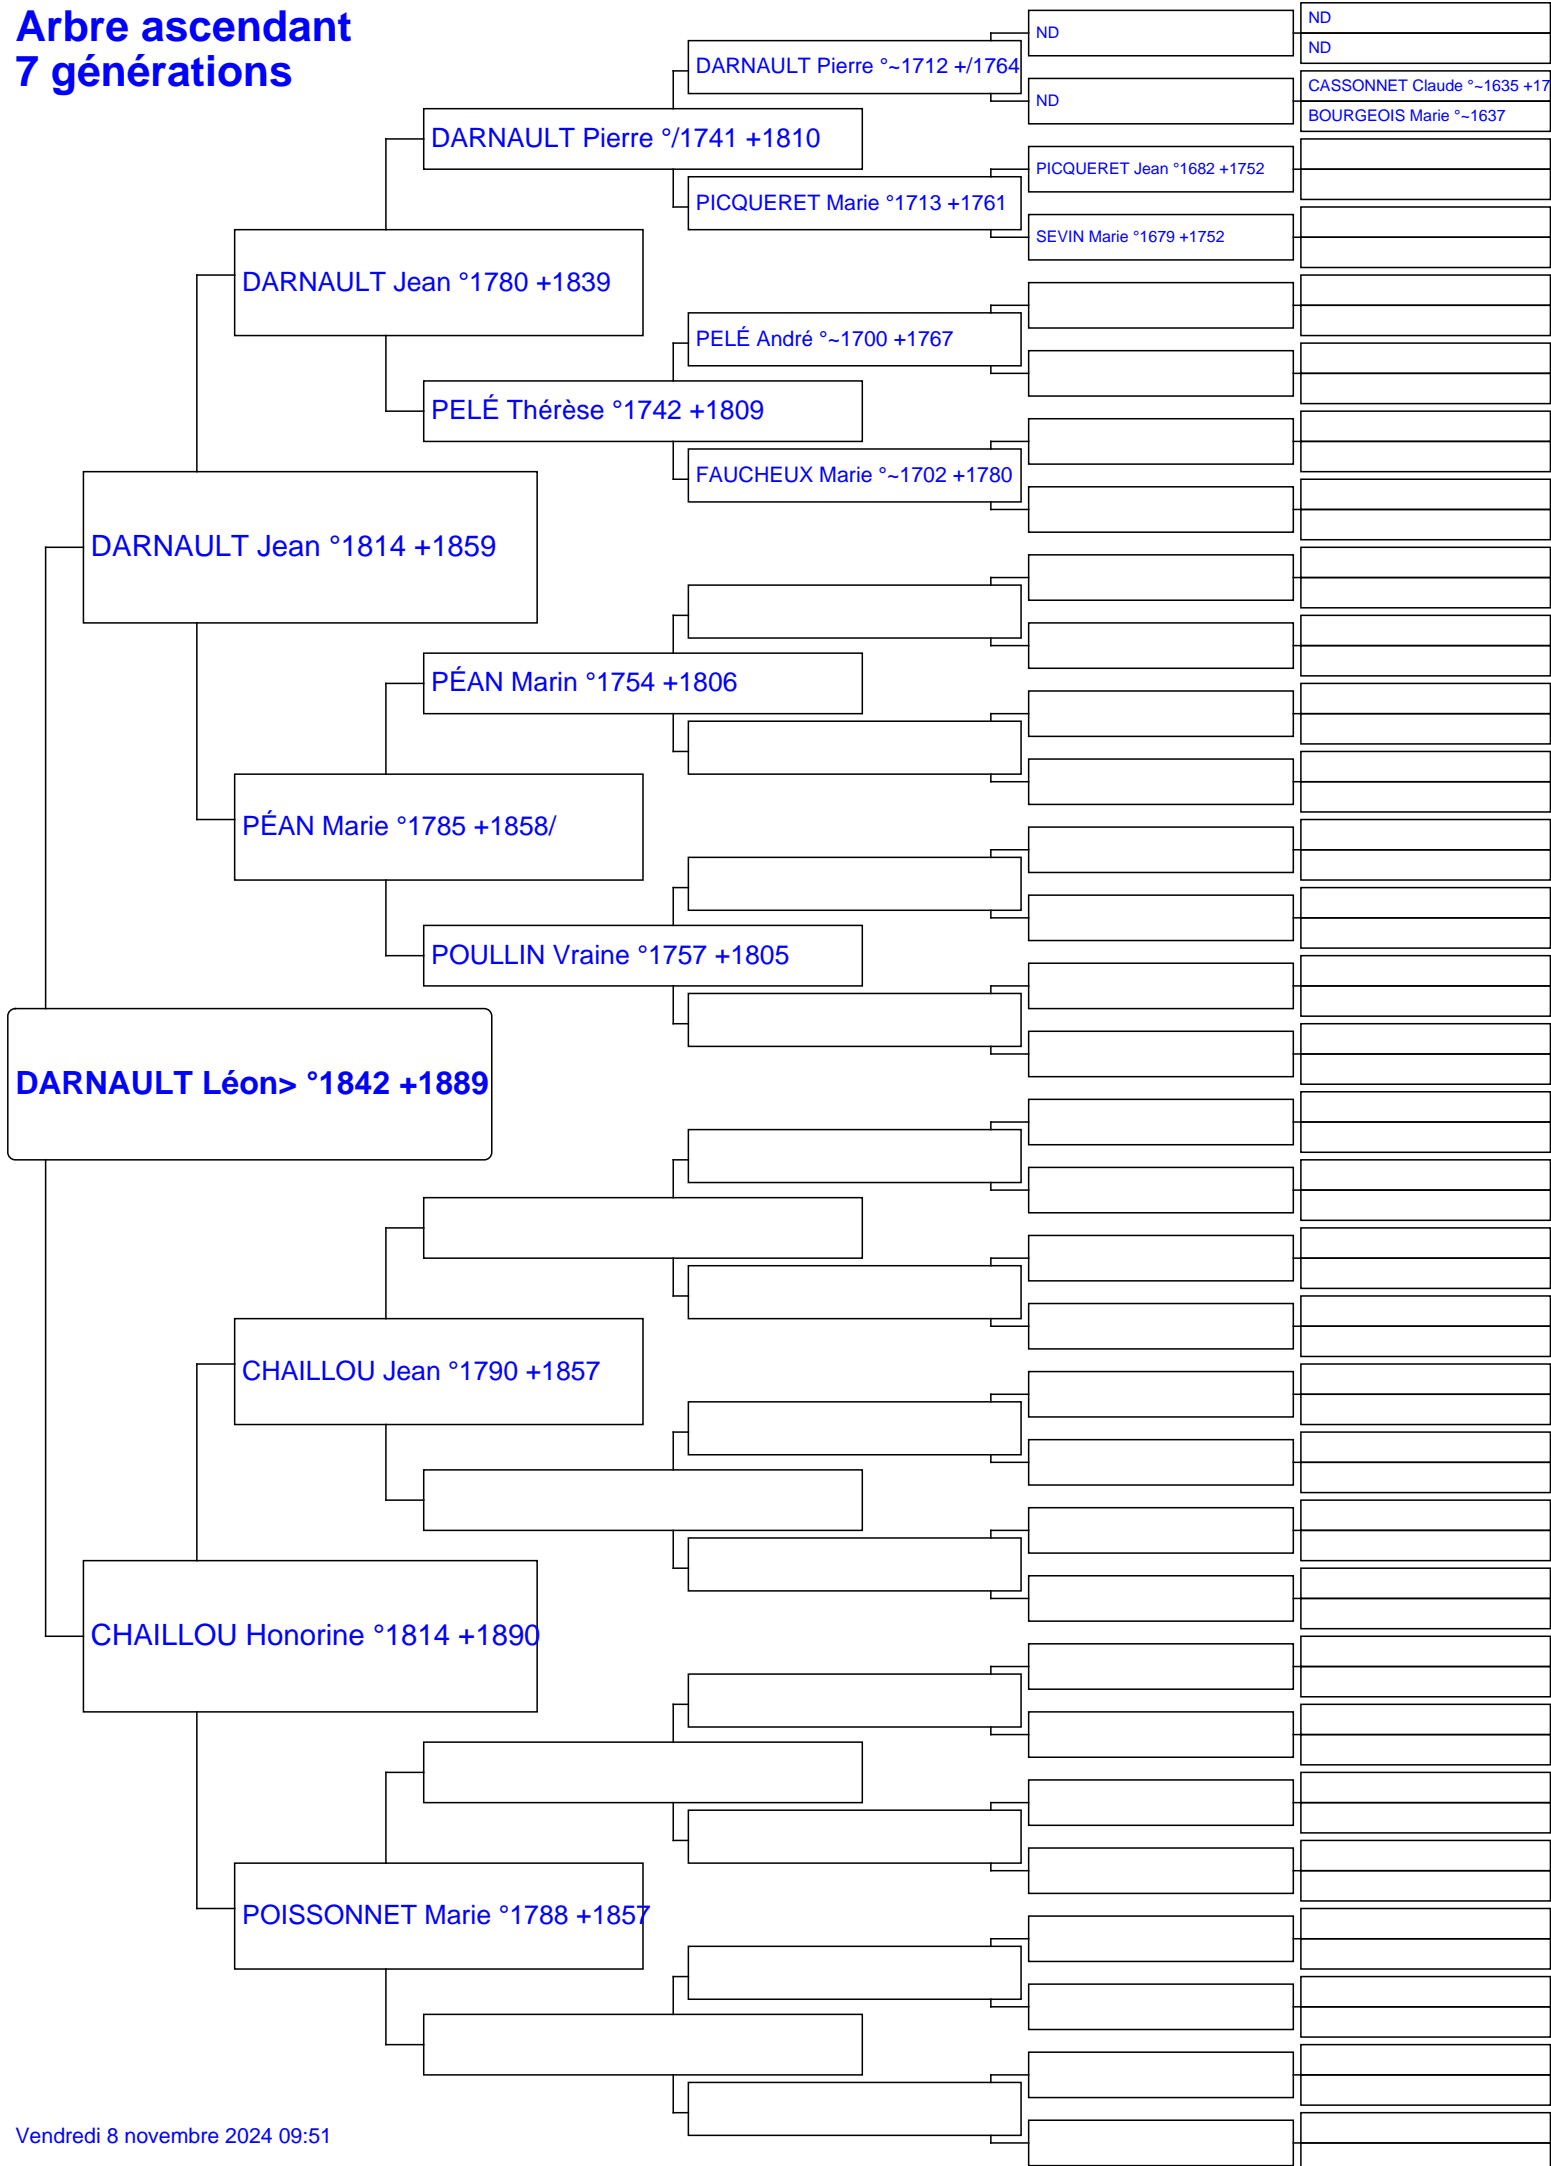 Arbre ascendant
7 générations
ND
ND
DARNAULT Pierre °~1712 +/1764
ND
CASSONNET Claude °~1635 +17
ND
BOURGEOIS Marie °~1637
DARNAULT Pierre °/1741 +1810
PICQUERET Jean °1682 +1752
PICQUERET Marie °1713 +1761
SEVIN Marie °1679 +1752
DARNAULT Jean °1780 +1839
PELÉ André °~1700 +1767
PELÉ Thérèse °1742 +1809
FAUCHEUX Marie °~1702 +1780
DARNAULT Jean °1814 +1859
PÉAN Marin °1754 +1806
PÉAN Marie °1785 +1858/
POULLIN Vraine °1757 +1805
DARNAULT Léon> °1842 +1889
CHAILLOU Jean °1790 +1857
CHAILLOU Honorine °1814 +1890
POISSONNET Marie °1788 +1857
Vendredi 8 novembre 2024 09:51